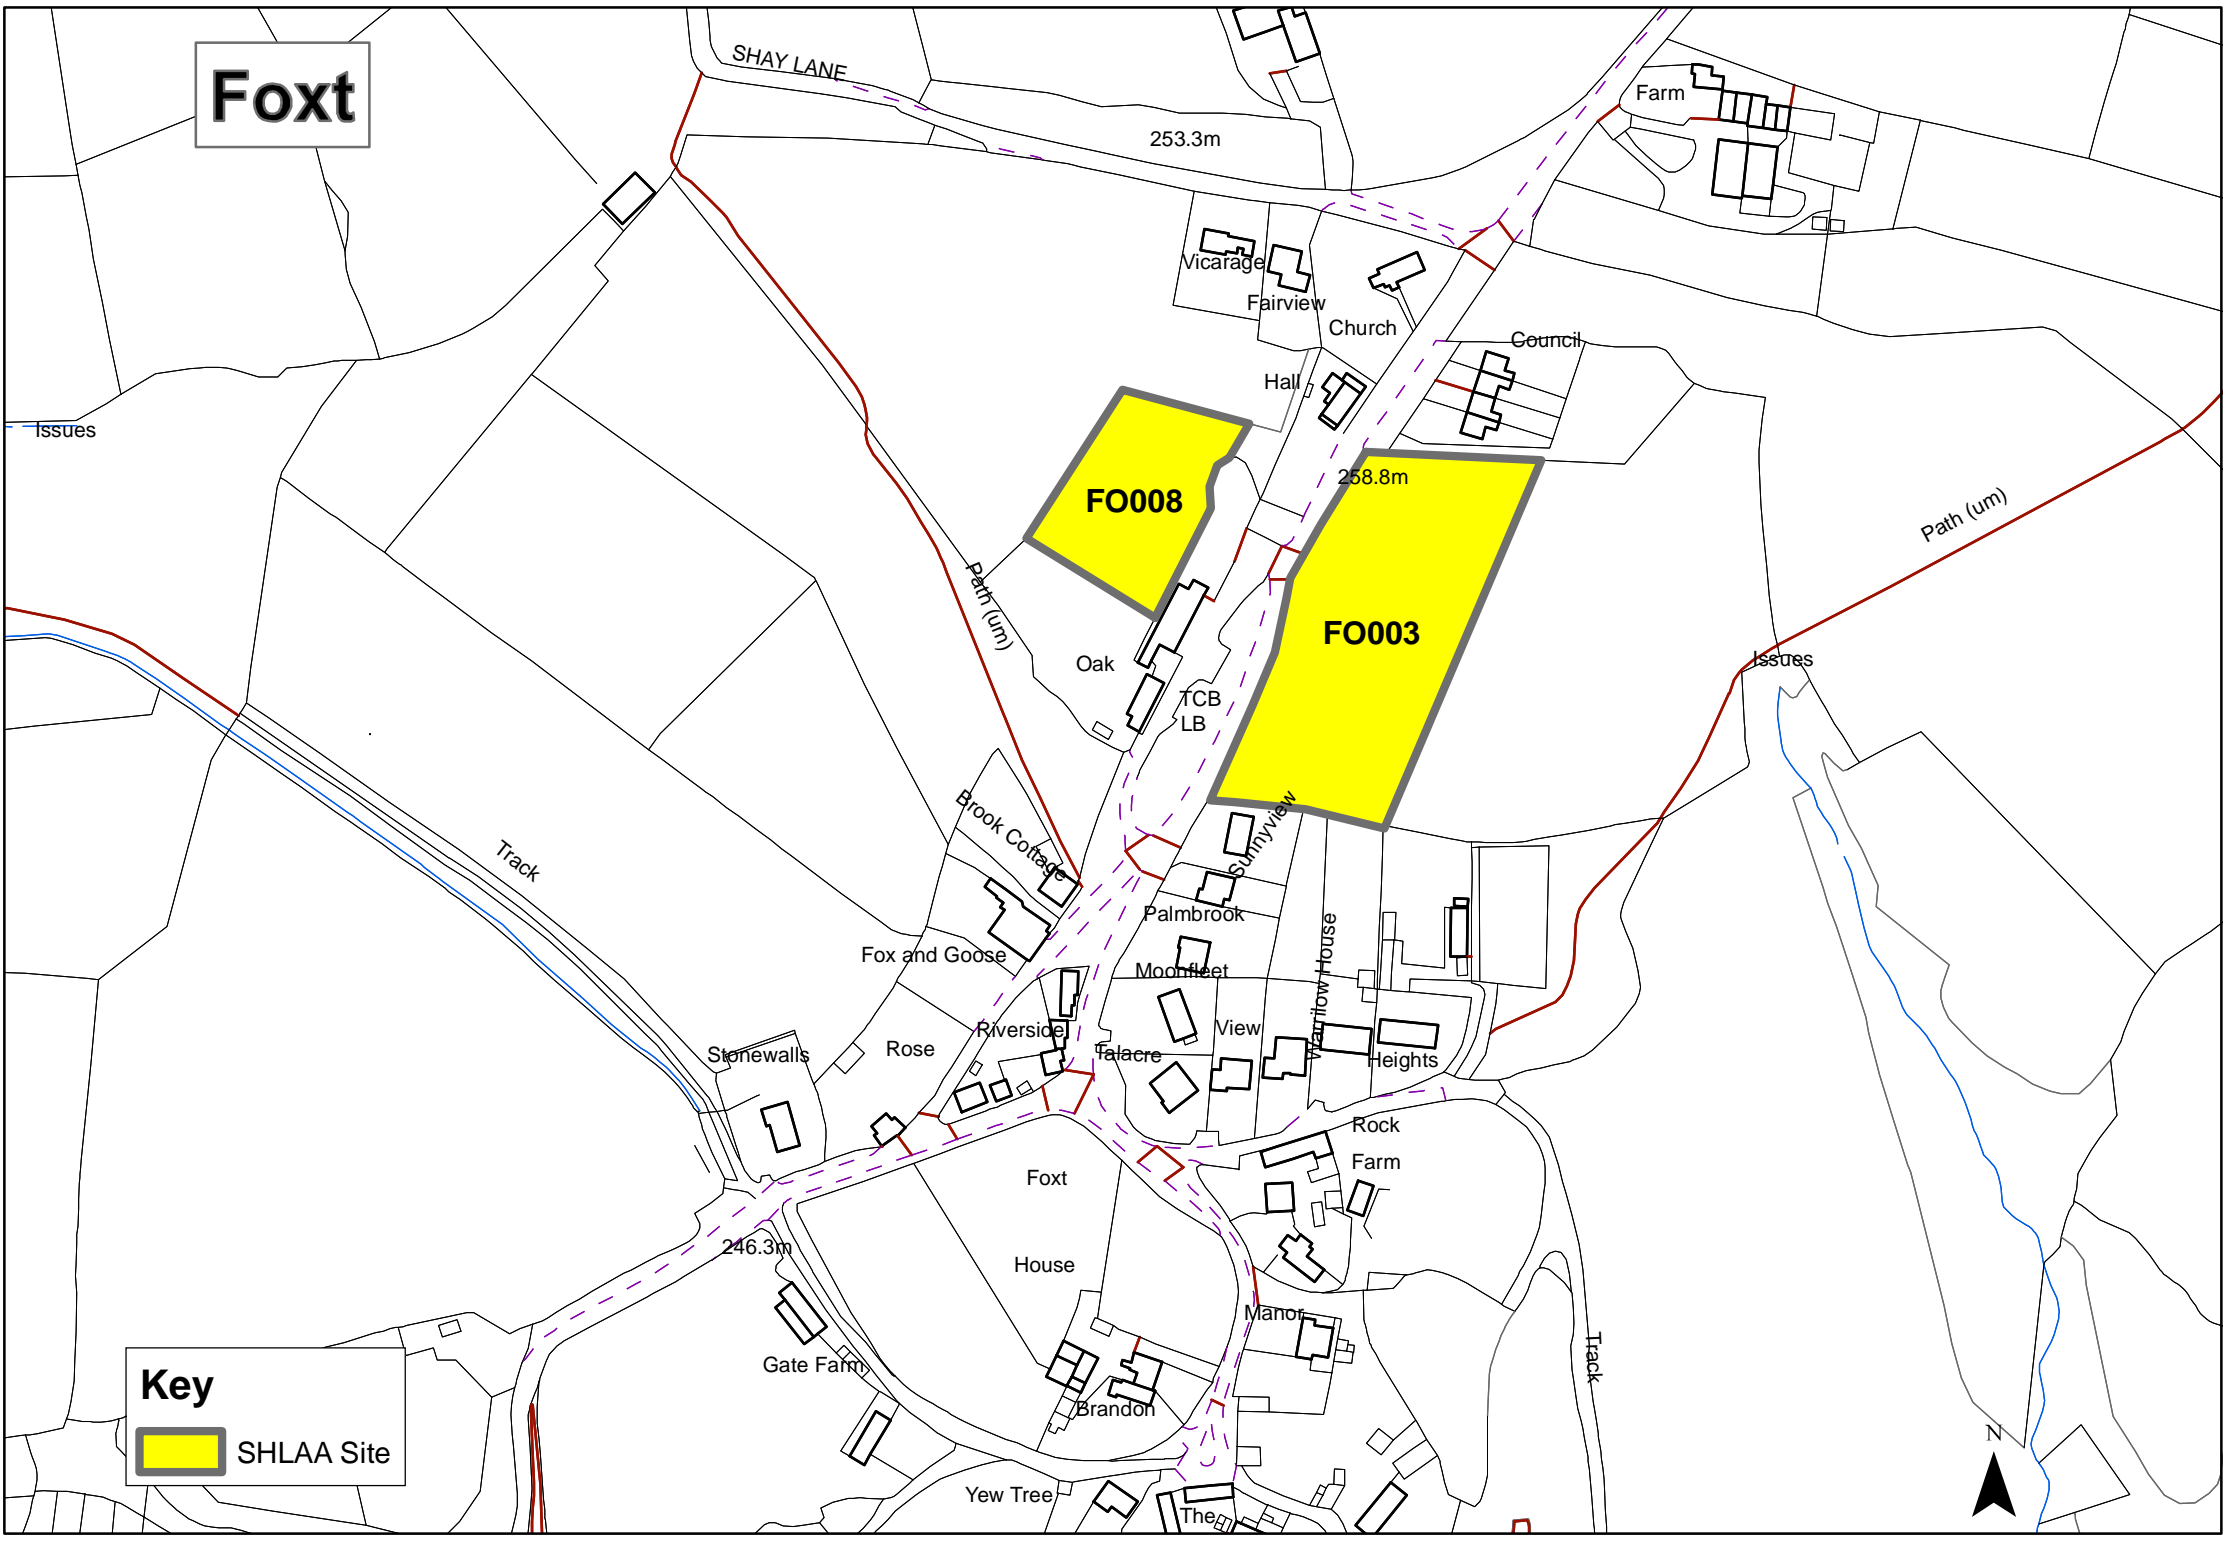 Foxt
SHAY LANE
Farm
253.3m
Vicarage
Fairview
Church
Council
Hall
Issues
258.8m
FO008
Path (um)
FO003
Path (um)
Oak
Issues
TCB
LB
Brook Cottage
Sunnyview
Track
Palmbrook
Fox and Goose
Moonfleet
Warrilow House
Riverside
View
Rose
Talacre
Stonewalls
Heights
Rock
Farm
Foxt
House
246.3m
Manor
Gate Farm
Track
Brandon
Key
SHLAA Site
N
Yew Tree
The